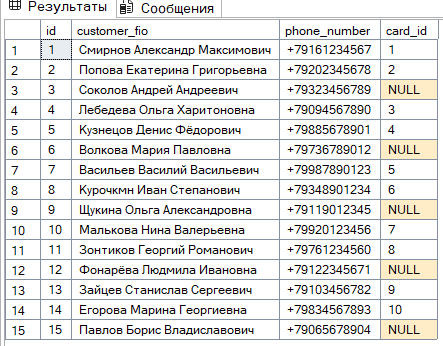 Результаты Сообщения
id customer_fio phone_number card_id
1 1 Смирнов Александр Максимович +79161234567 1
2 2 Попова Екатерина Григорьевна +79202345678 2
3 3 Соколов Андрей Андреевич +79323456789 NULL
4 4 Лебедева Ольга Харитоновна +79094567890 3
5 5 Кузнецов Денис Фёдорович +79885678901 4
6 6 Волкова Мария Павловна +79736789012 NULL
7 7 Васильев Василий Васильевич +79987890123 5
8 8 Курочкмн Иван Степанович +79348901234 6
9 9 Щукина Ольга Александровна +79119012345 NULL
10 10 Малькова Нина Валерьевна +79920123456 7
11 11 Зонтиков Георгий Романович +79761234560 8
12 12 Фонарёва Людмила Ивановна +79122345671 NULL
13 13 Зайцев Станислав Сергеевич +79103456782 9
14 14 Егорова Марина Георгиевна +79834567893 10
15 15 Павлов Борис Владиславович +79065678904 NULL